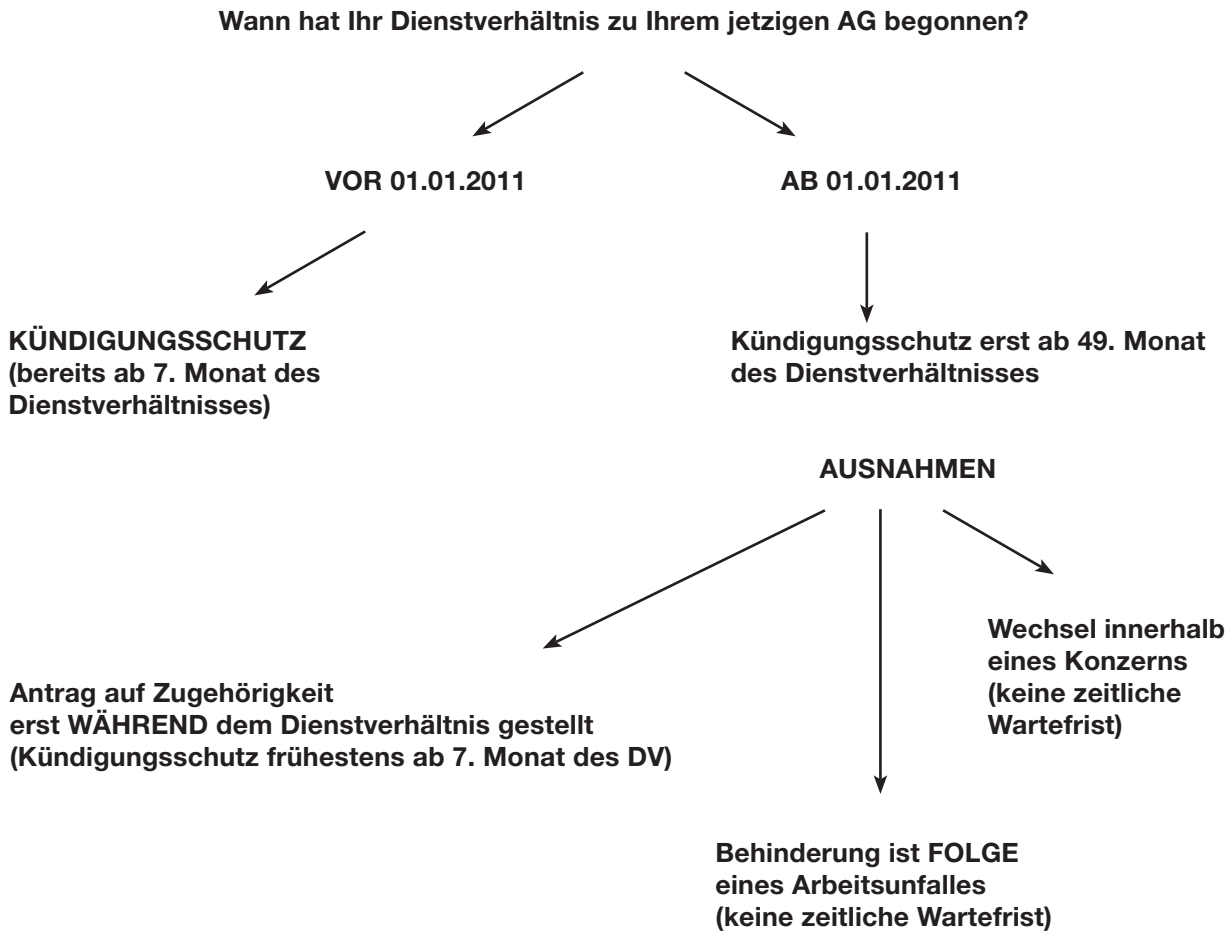 Wann hat Ihr Dienstverhältnis zu Ihrem jetzigen AG begonnen?
VOR 01.01.2011
AB 01.01.2011
KÜNDIGUNGSSCHUTZ
(bereits ab 7. Monat des
Dienstverhältnisses)
Kündigungsschutz erst ab 49. Monat
des Dienstverhältnisses
AUSNAHMEN
Antrag auf Zugehörigkeit
erst WÄHREND dem Dienstverhältnis gestellt
(Kündigungsschutz frühestens ab 7. Monat des DV)
Wechsel innerhalb
eines Konzerns
(keine zeitliche
Wartefrist)
Behinderung ist FOLGE
eines Arbeitsunfalles
(keine zeitliche Wartefrist)